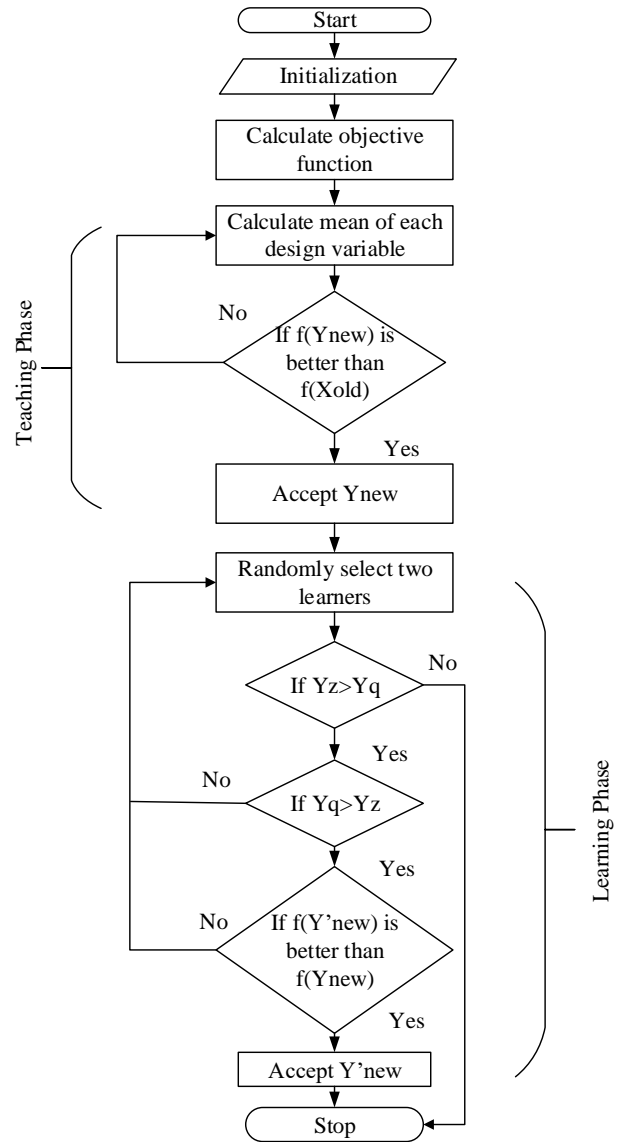 Start
Initialization
Calculate objective
function
Calculate mean of each
design variable
No
If f(Ynew) is
better than
f(Xold)
Teaching Phase
Yes
Accept Ynew
Randomly select two
learners
No
If Yz>Yq
Yes
No
If Yq>Yz
Yes
No
If f(Y’new) is
better than
f(Ynew)
Learning Phase
Yes
Accept Y’new
Stop